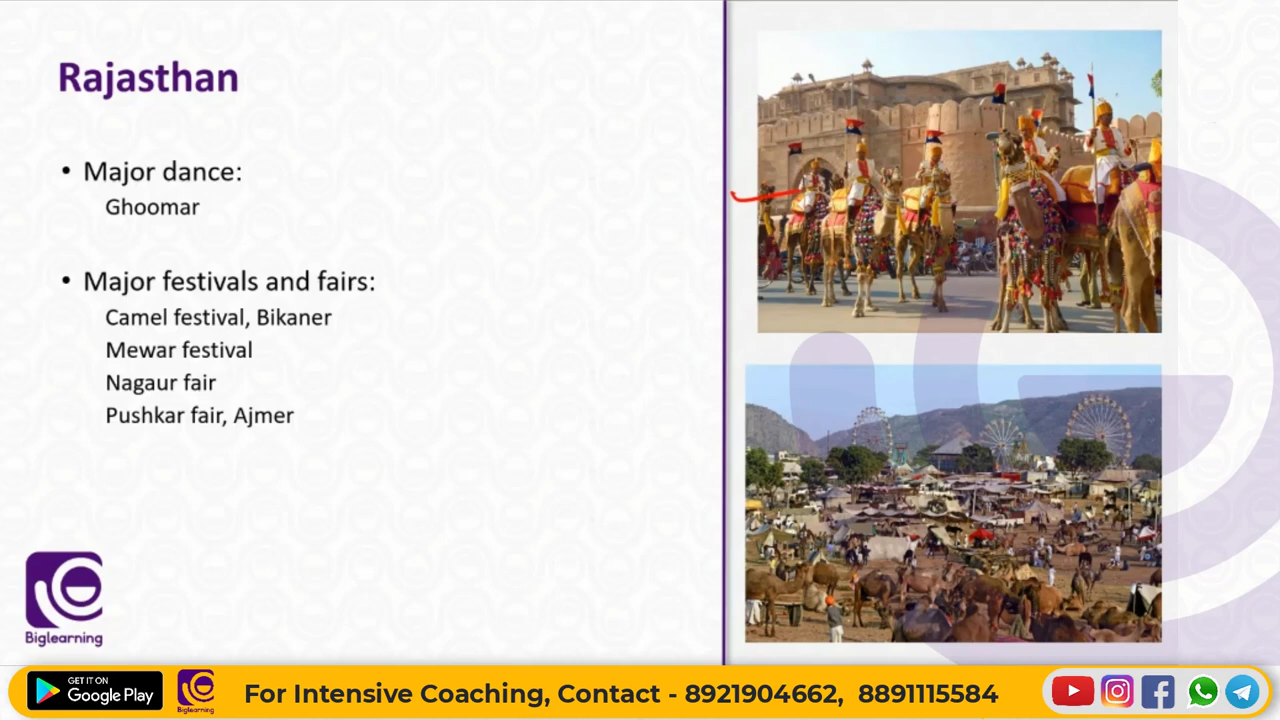 Rajasthan
• Major dance:
Ghoomar
• Major festivals and fairs:
Camel festival, Bikaner
Mewar festival
Nagaur fair
Pushkar fair, Ajmer
Biglearning
GET IT ON
Google Play
Biglearning
For Intensive Coaching, Contact - 8921904662, 8891115584